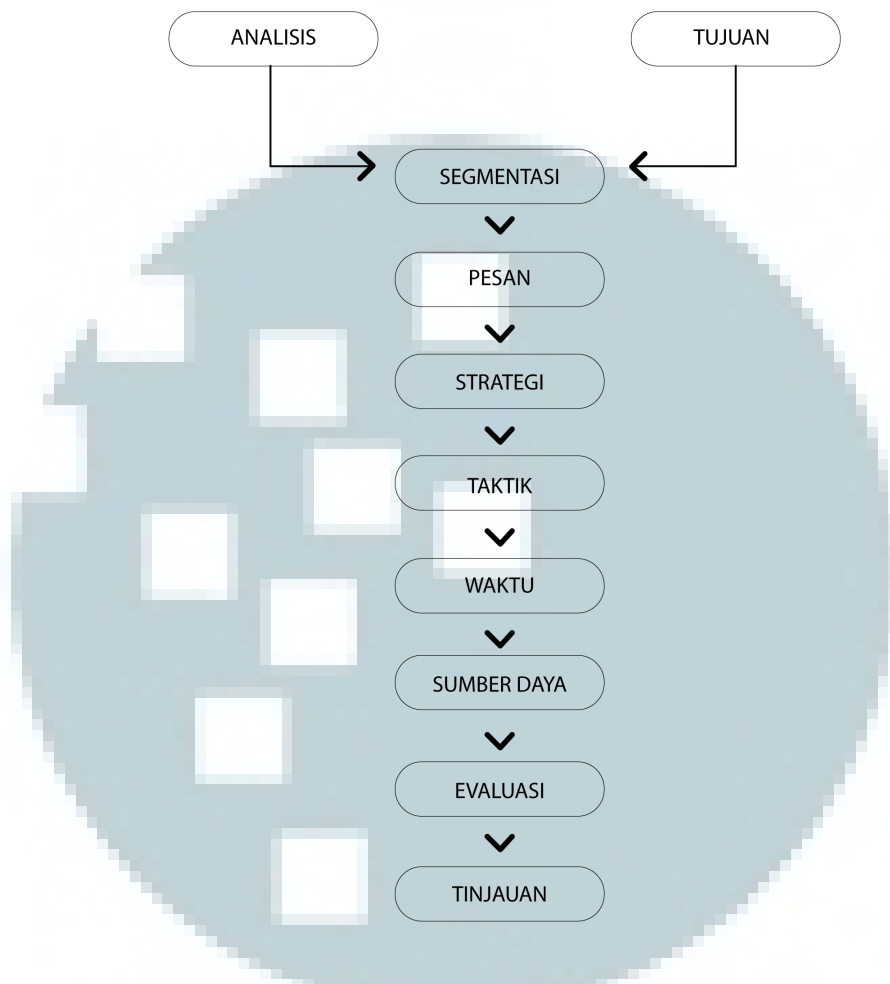 ANALISIS
TUJUAN
SEGMENTASI
PESAN
STRATEGI
TAKTIK
WAKTU
SUMBER DAYA
EVALUASI
TINJAUAN